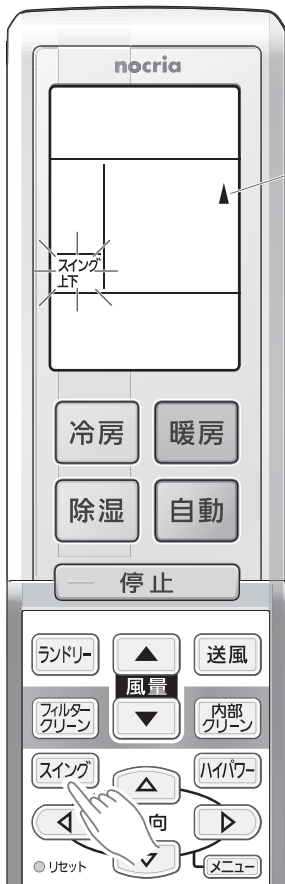 nocria
スイング
上下
冷房
暖房
除湿
自動
停止
ランドリー
送風
風量
フィルター
クリーン
内部
クリーン
スイング
ハイパワー
向
リセット
メニュー